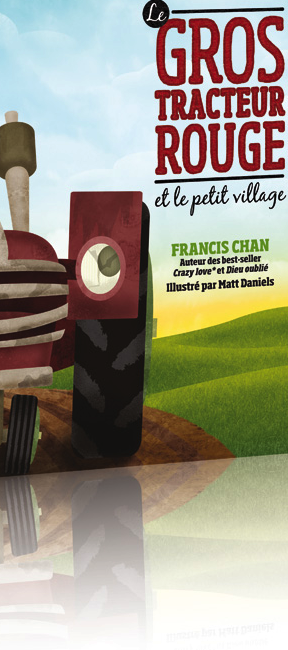 Le
GROS
TRACTEUR
ROUGE
et le petit village
FRANCIS CHAN
Auteur des best-seller
Crazy love* et Dieu oublié
Illustré par Matt Daniels